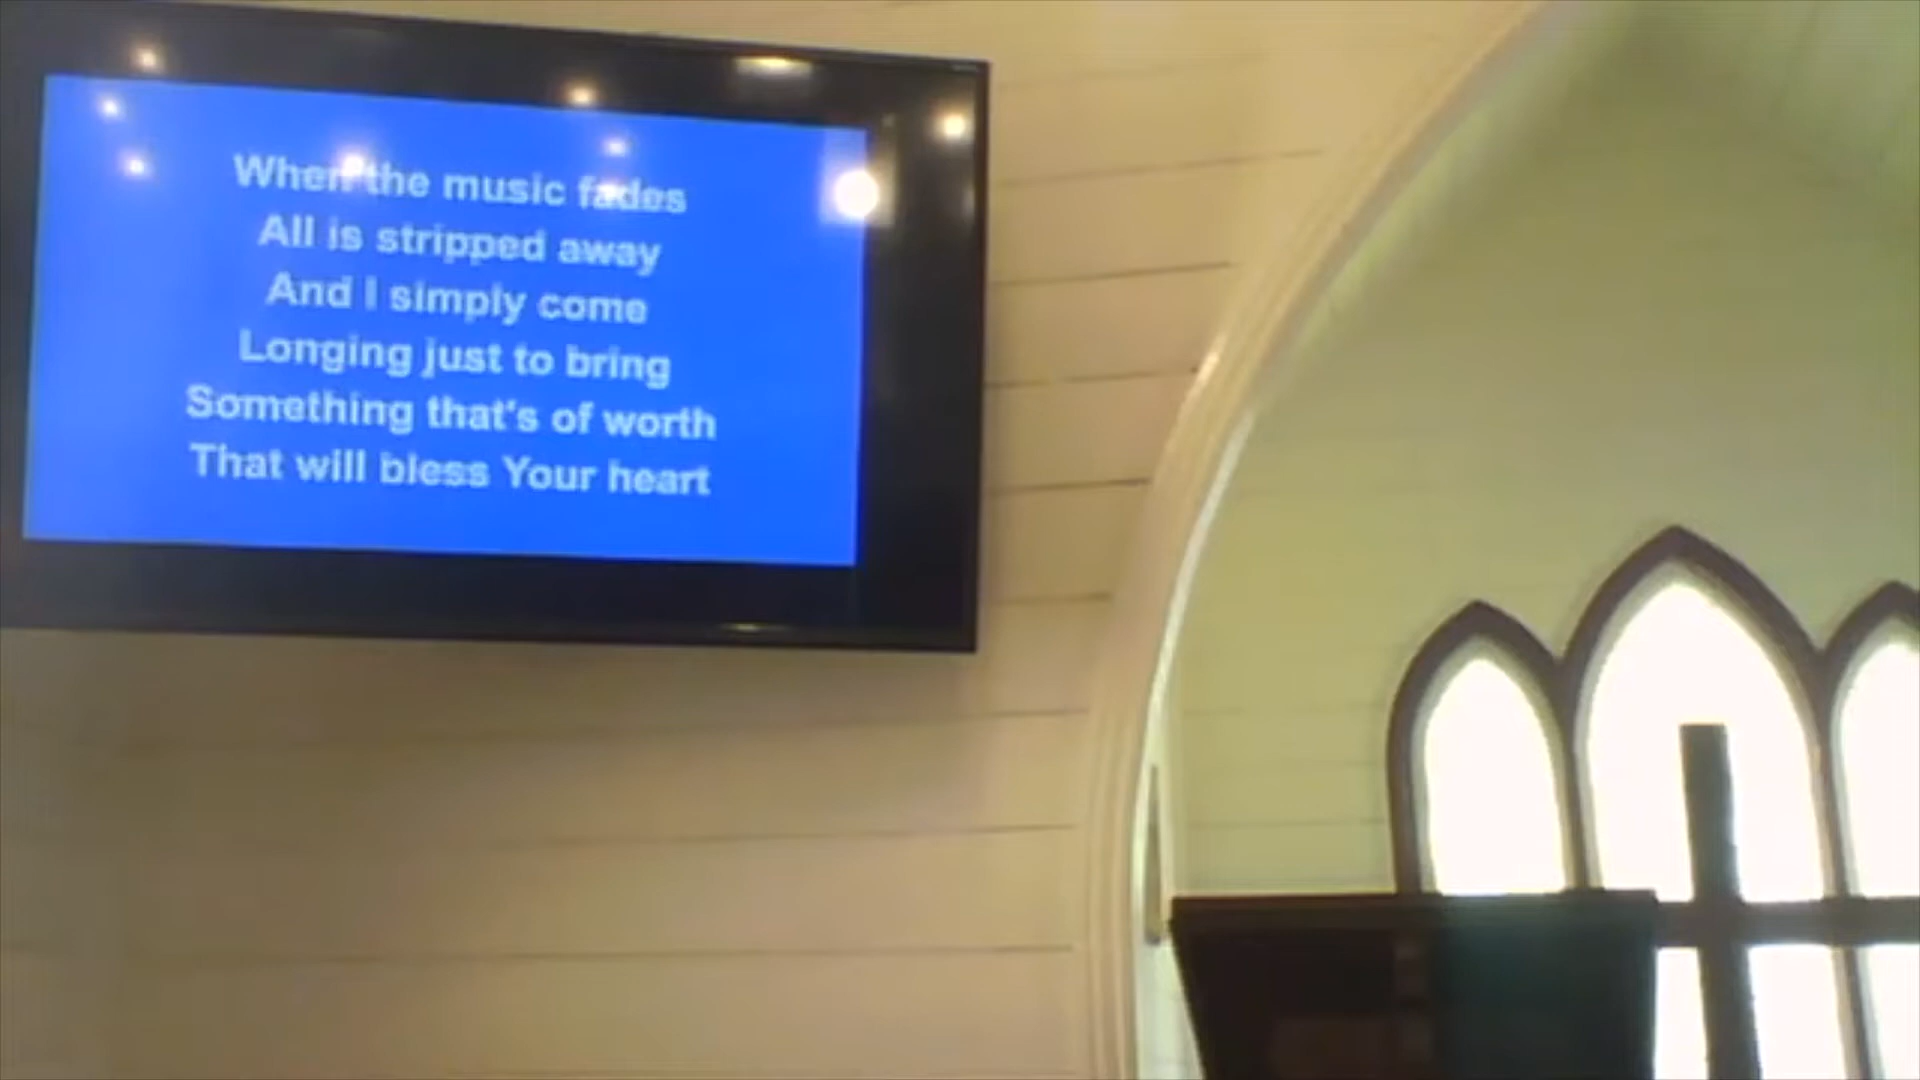 When the music fades
All is stripped away
And I simply come
Longing just to bring
Something that's of worth
That will bless Your heart